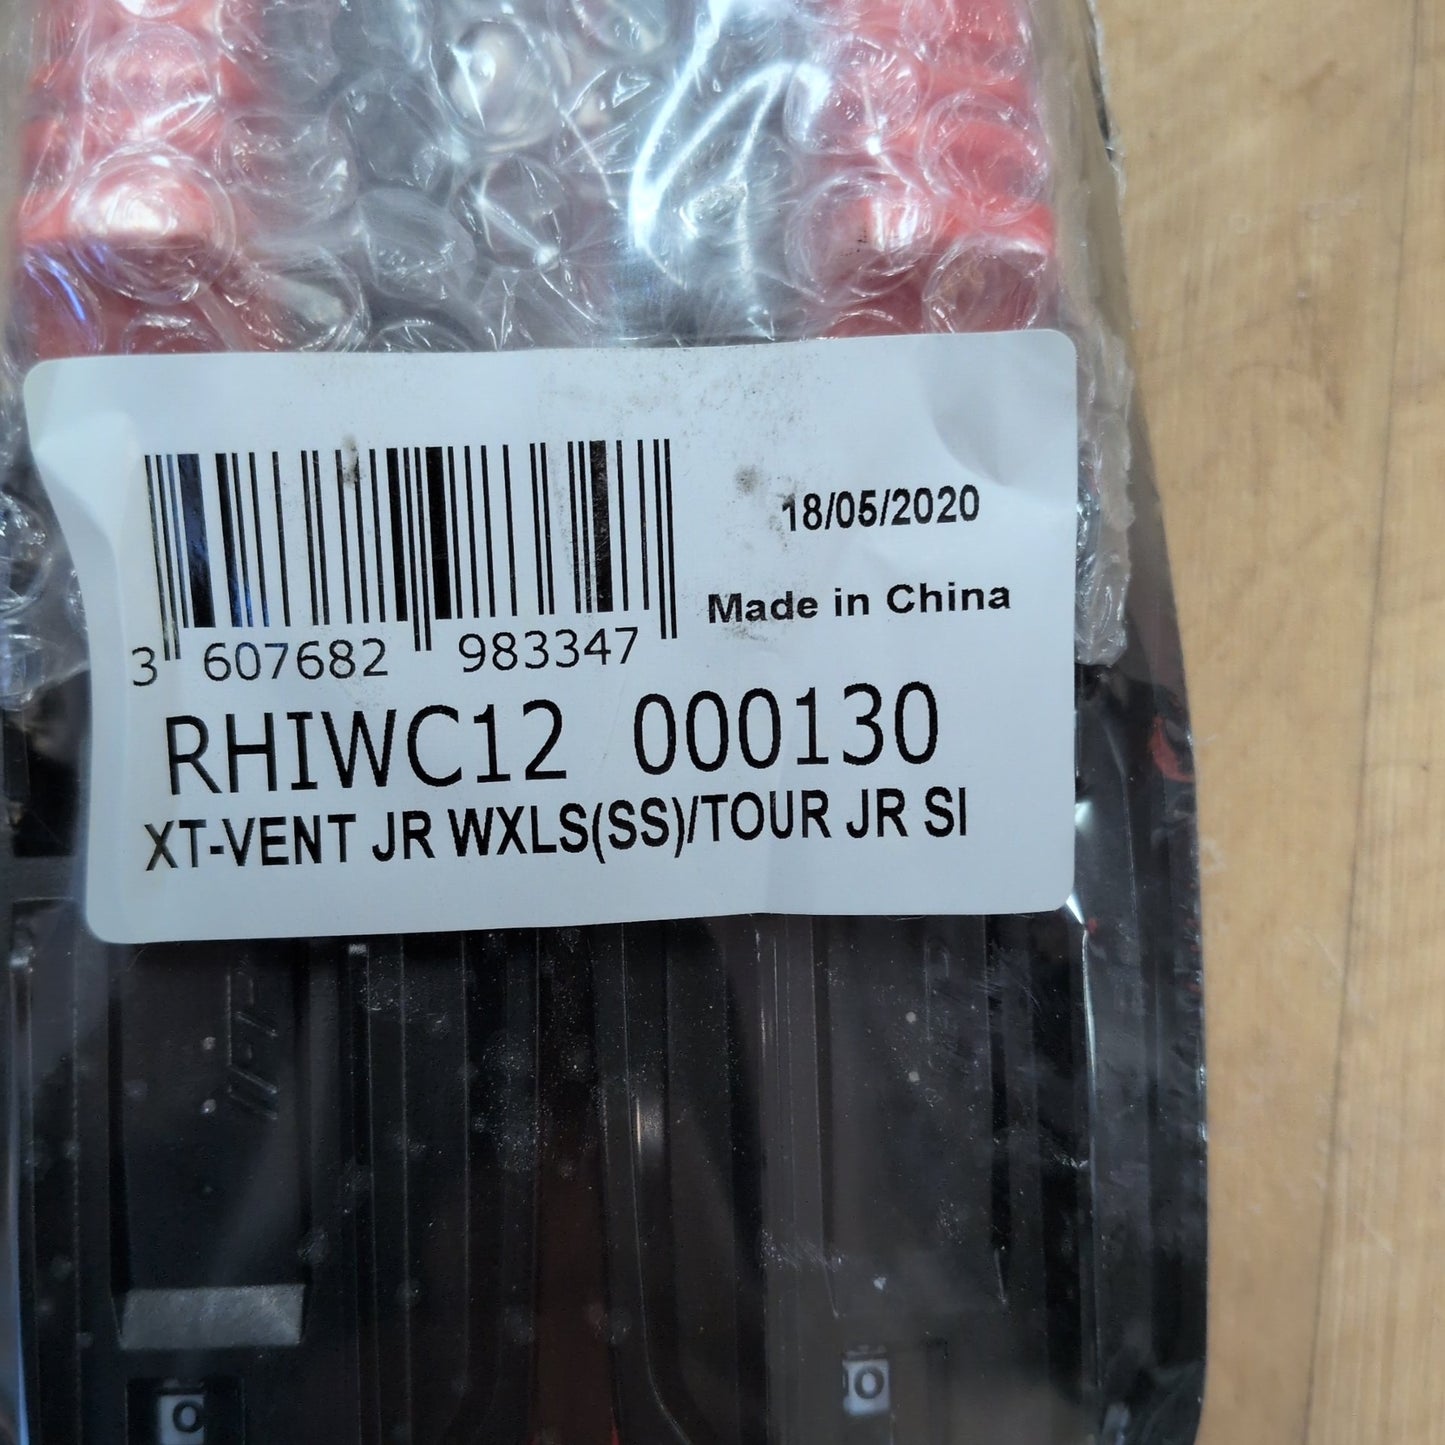 18/05/2020
Made in China
3 607682 983347
RHIWC12 000130
XT-VENT JR WXLS(SS)/TOUR JR SI